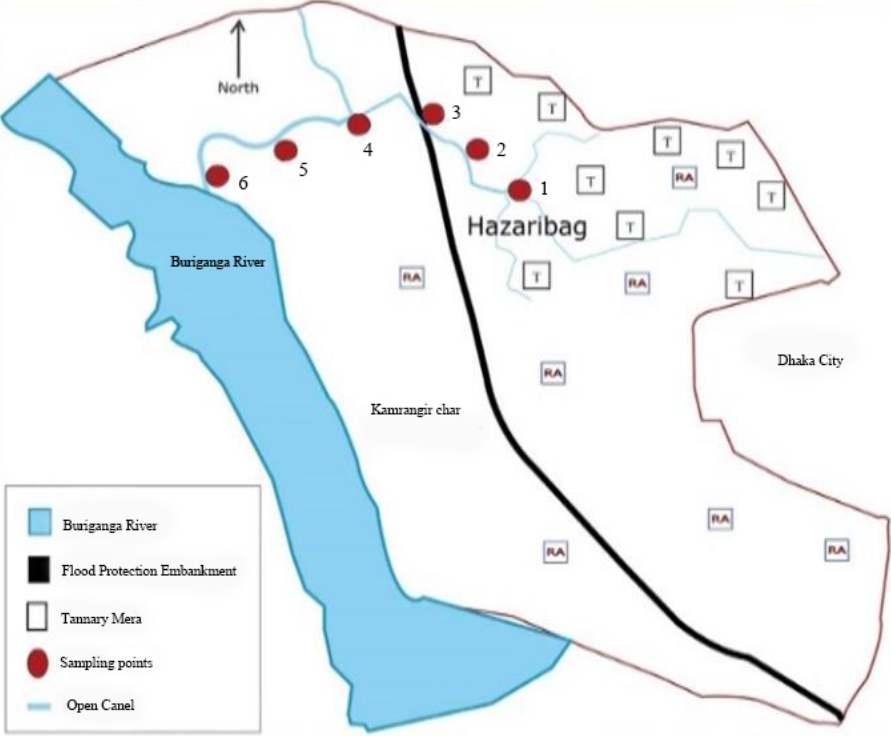 North
T
T
3
4
2
T
T
5
6
1
T
RA
T
Hazaribag
T
Buriganga River
RA
T
RA
T
Dhaka City
RA
Kamrangir char
RA
RA
RA
Buriganga River
Flood Protection Embankment
Tannary Mera
Sampling points
Open Canel